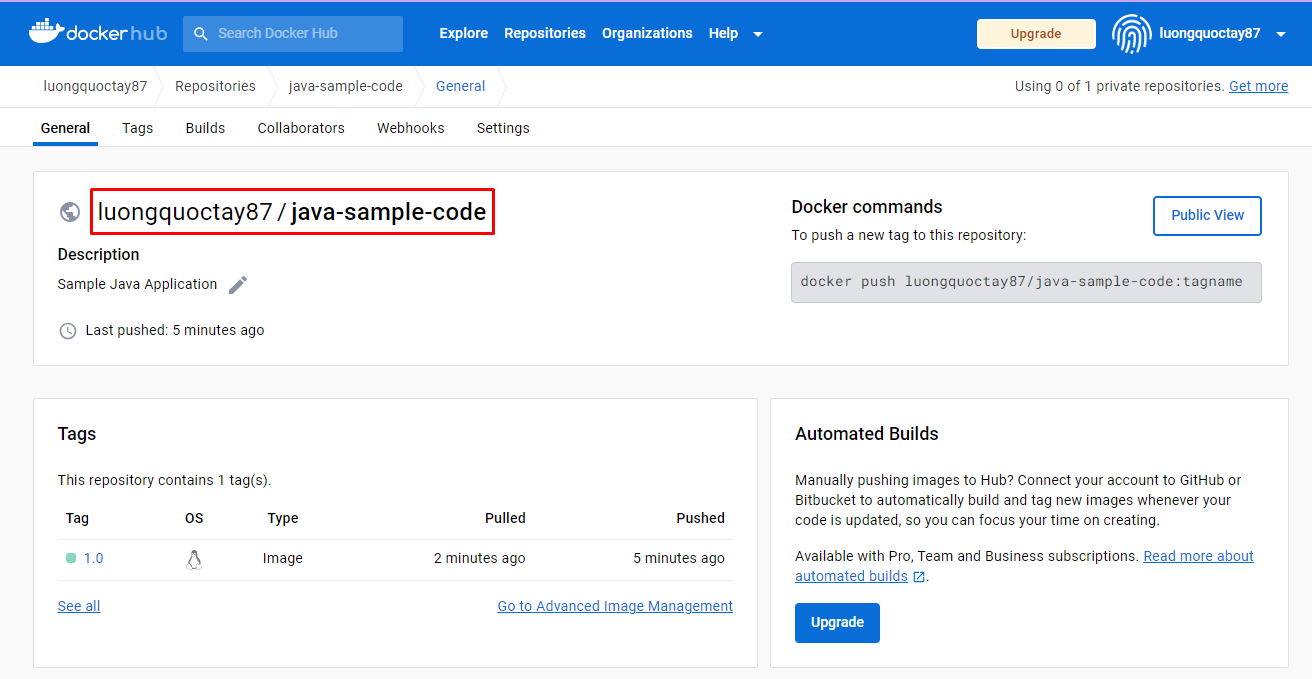 docker hub
Search Docker Hub
Explore Repositories Organizations Help
Upgrade
luongquoctay87
luongquoctay87 Repositories java-sample-code General
Using 0 of 1 private repositories. Get more
General Tags Builds Collaborators Webhooks Settings
luongquoctay87 / java-sample-code
Description
Sample Java Application
Last pushed: 5 minutes ago
Docker commands
Public View
To push a new tag to this repository:
docker push luongquoctay87/java-sample-code:tagname
Tags
This repository contains 1 tag(s).
Tag OS Type Pulled Pushed
1.0 Image 2 minutes ago 5 minutes ago
See all Go to Advanced Image Management
Automated Builds
Manually pushing images to Hub? Connect your account to GitHub or
Bitbucket to automatically build and tag new images whenever your
code is updated, so you can focus your time on creating.
Available with Pro, Team and Business subscriptions. Read more about
automated builds.
Upgrade